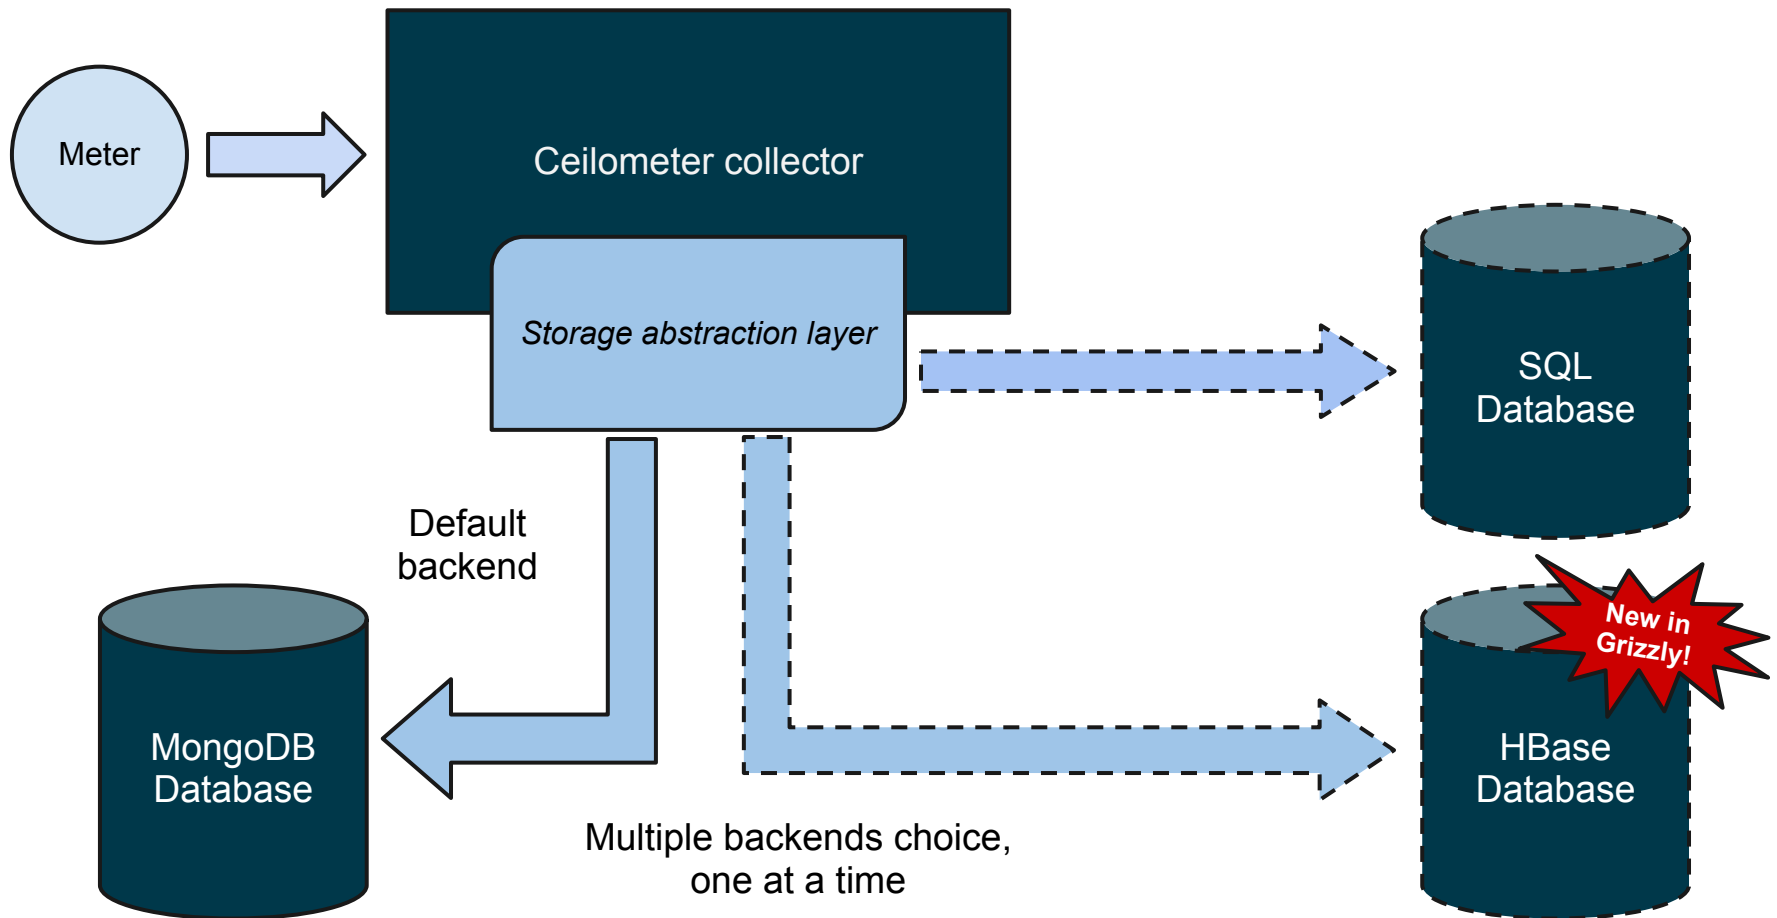 Meter
Ceilometer collector
Storage abstraction layer
SQL
Database
Default
backend
New in
Grizzly!
MongoDB
Database
HBase
Database
Multiple backends choice,
one at a time